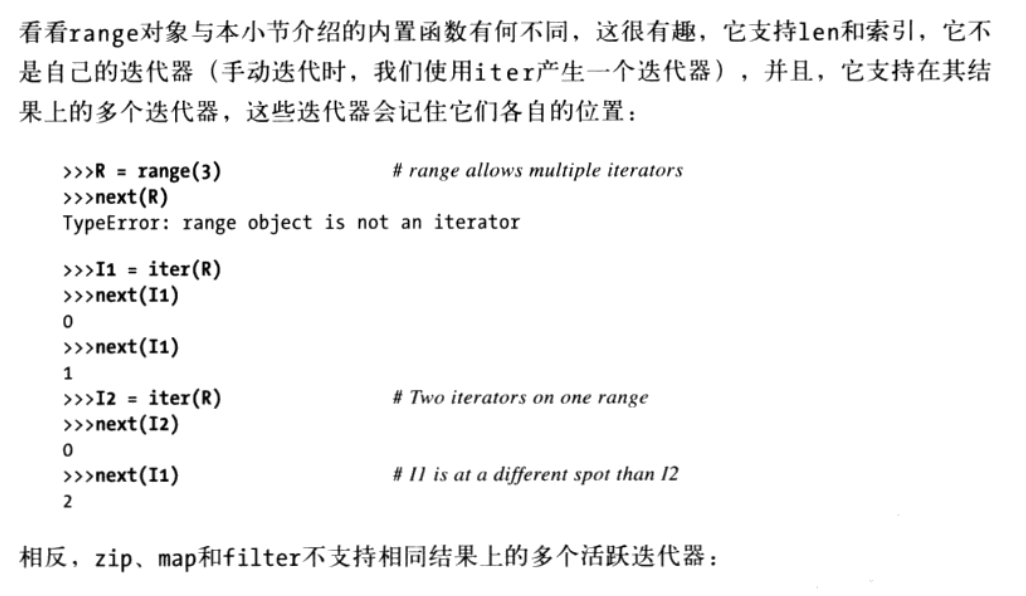 看看range对象与本小节介绍的内置函数有何不同，这很有趣，它支持len和索引，它不
是自己的迭代器（手动迭代时，我们使用iter产生一个迭代器），并且，它支持在其结
果上的多个迭代器，这些迭代器会记住它们各自的位置：
>>>R = range(3) # range allows multiple iterators
>>>next(R)
TypeError: range object is not an iterator
>>>I1 = iter(R)
>>>next(I1)
0
>>>next(I1)
1
>>>I2 = iter(R) # Two iterators on one range
>>>next(I2)
0
>>>next(I1) # I1 is at a different spot than I2
2
相反，zip、map和filter不支持相同结果上的多个活跃迭代器：